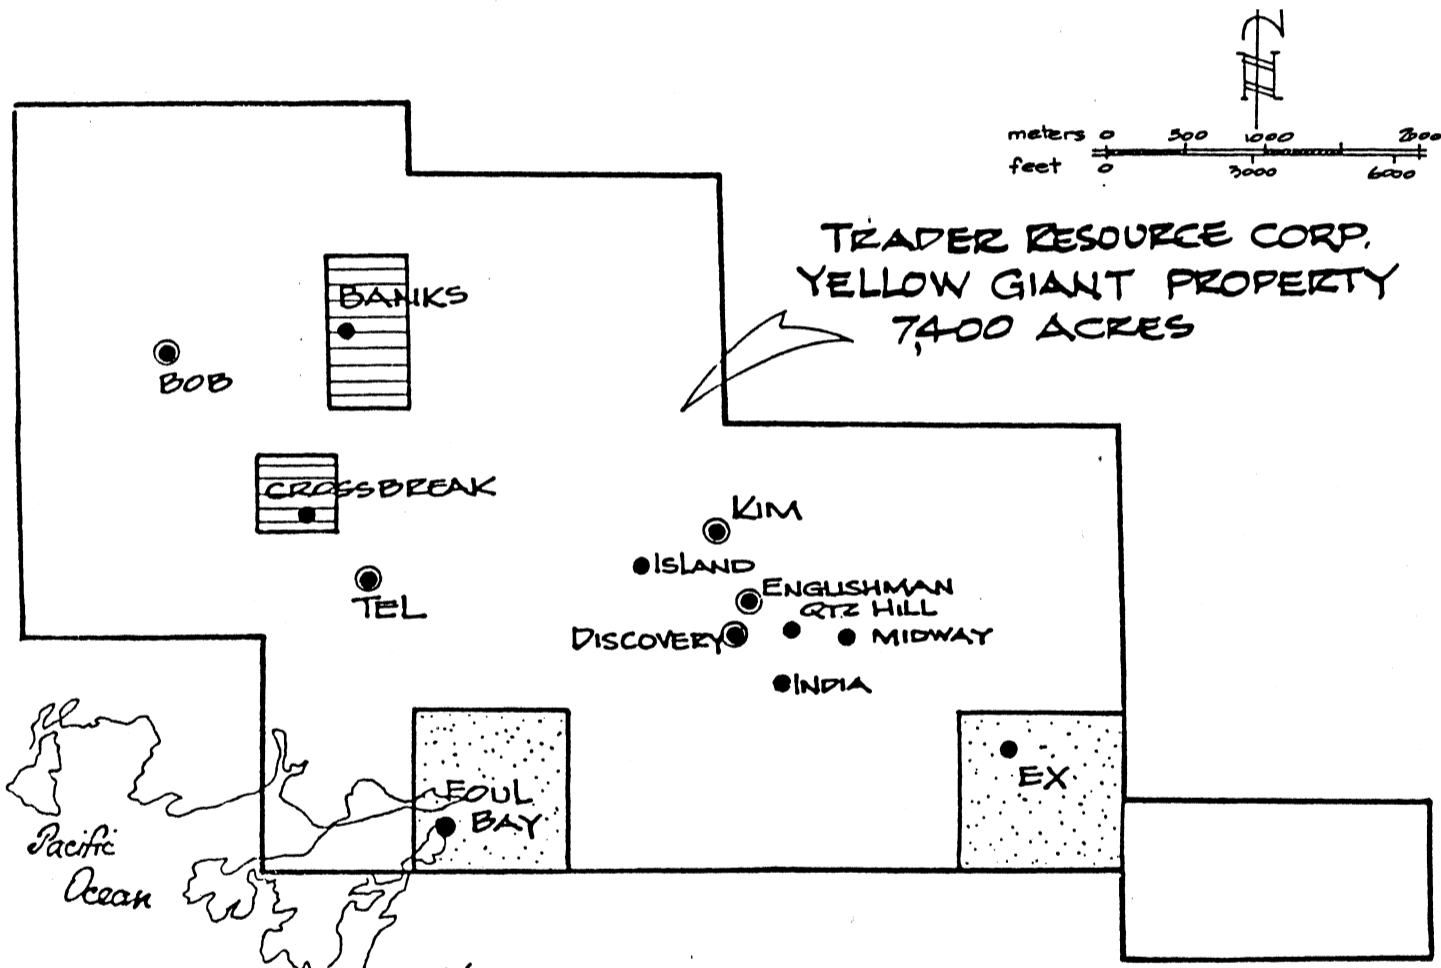 N
meters 0 500 1000 2000
feet 0 3000 6000
TRADER RESOURCE CORP.
YELLOW GIANT PROPERTY
7,400 ACRES
BANKS
BOB
CROSSBREAK
KIM
ISLAND
TEL
ENGLISHMAN
QTZ HILL
DISCOVERY
MIDWAY
INDIA
EX
FOUL
BAY
Pacific
Ocean